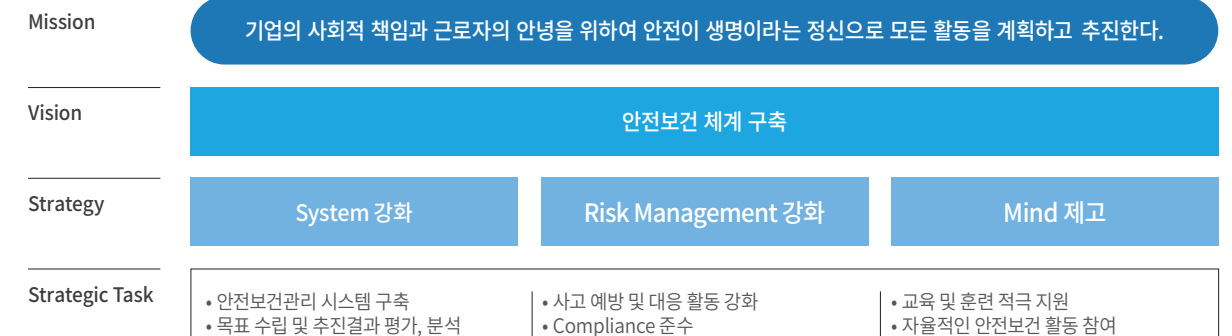 Mission
기업의 사회적 책임과 근로자의 안녕을 위하여 안전이 생명이라는 정신으로 모든 활동을 계획하고 추진한다.
Vision
안전보건 체계 구축
Strategy
System 강화
Risk Management 강화
Mind 제고
Strategic Task
• 안전보건관리 시스템 구축
• 목표 수립 및 추진결과 평가, 분석
• 사고 예방 및 대응 활동 강화
• Compliance 준수
• 교육 및 훈련 적극 지원
• 자율적인 안전보건 활동 참여